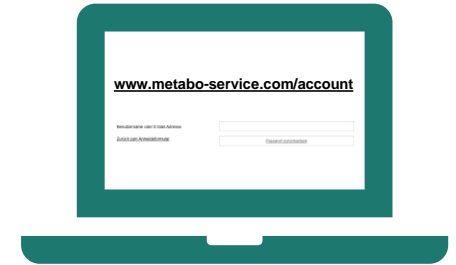 www.metabo-service.com/account
Benutzername oder E-Mail-Adresse
Zurück zum Anmeldeformular
Passwort zurücksetzen